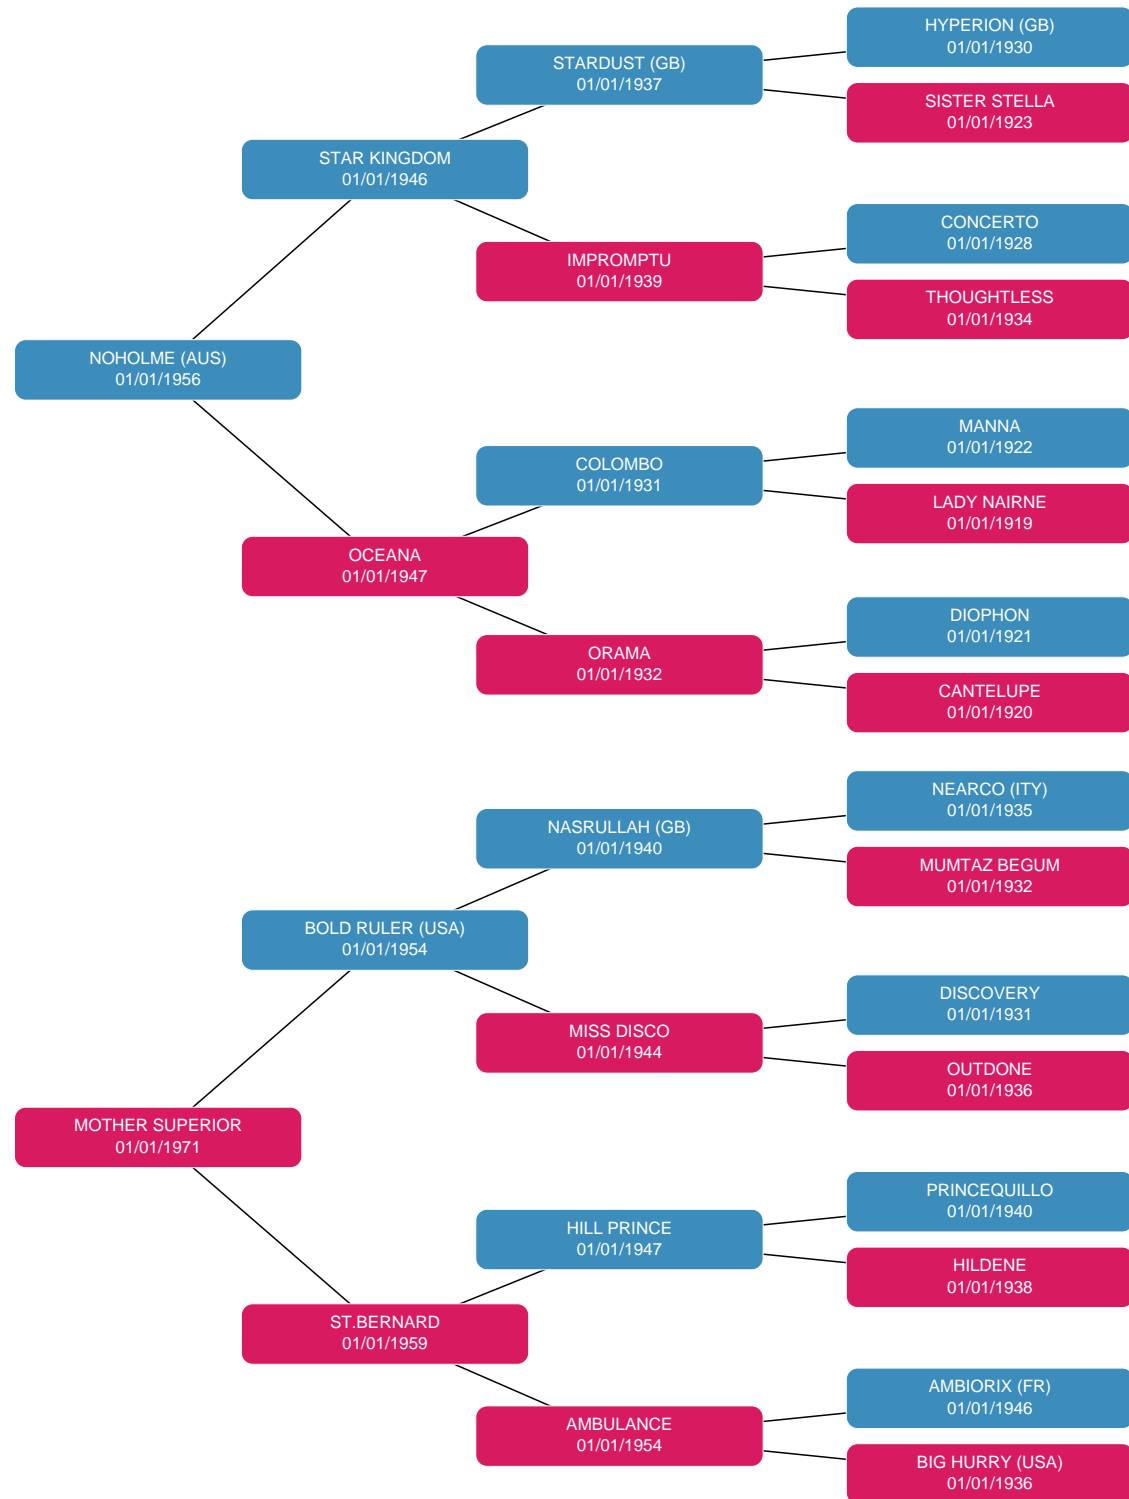 HYPERION (GB)
01/01/1930
STARDUST (GB)
01/01/1937
SISTER STELLA
01/01/1923
STAR KINGDOM
01/01/1946
CONCERTO
01/01/1928
IMPROMPTU
01/01/1939
THOUGHTLESS
01/01/1934
NOHOLME (AUS)
01/01/1956
MANNA
01/01/1922
COLOMBO
01/01/1931
LADY NAIRNE
01/01/1919
OCEANA
01/01/1947
DIOPHON
01/01/1921
ORAMA
01/01/1932
CANTELUPE
01/01/1920
NEARCO (ITY)
01/01/1935
NASRULLAH (GB)
01/01/1940
MUMTAZ BEGUM
01/01/1932
BOLD RULER (USA)
01/01/1954
DISCOVERY
01/01/1931
MISS DISCO
01/01/1944
OUTDONE
01/01/1936
MOTHER SUPERIOR
01/01/1971
PRINCEQUILLO
01/01/1940
HILL PRINCE
01/01/1947
HILDENE
01/01/1938
ST.BERNARD
01/01/1959
AMBIORIX (FR)
01/01/1946
AMBULANCE
01/01/1954
BIG HURRY (USA)
01/01/1936